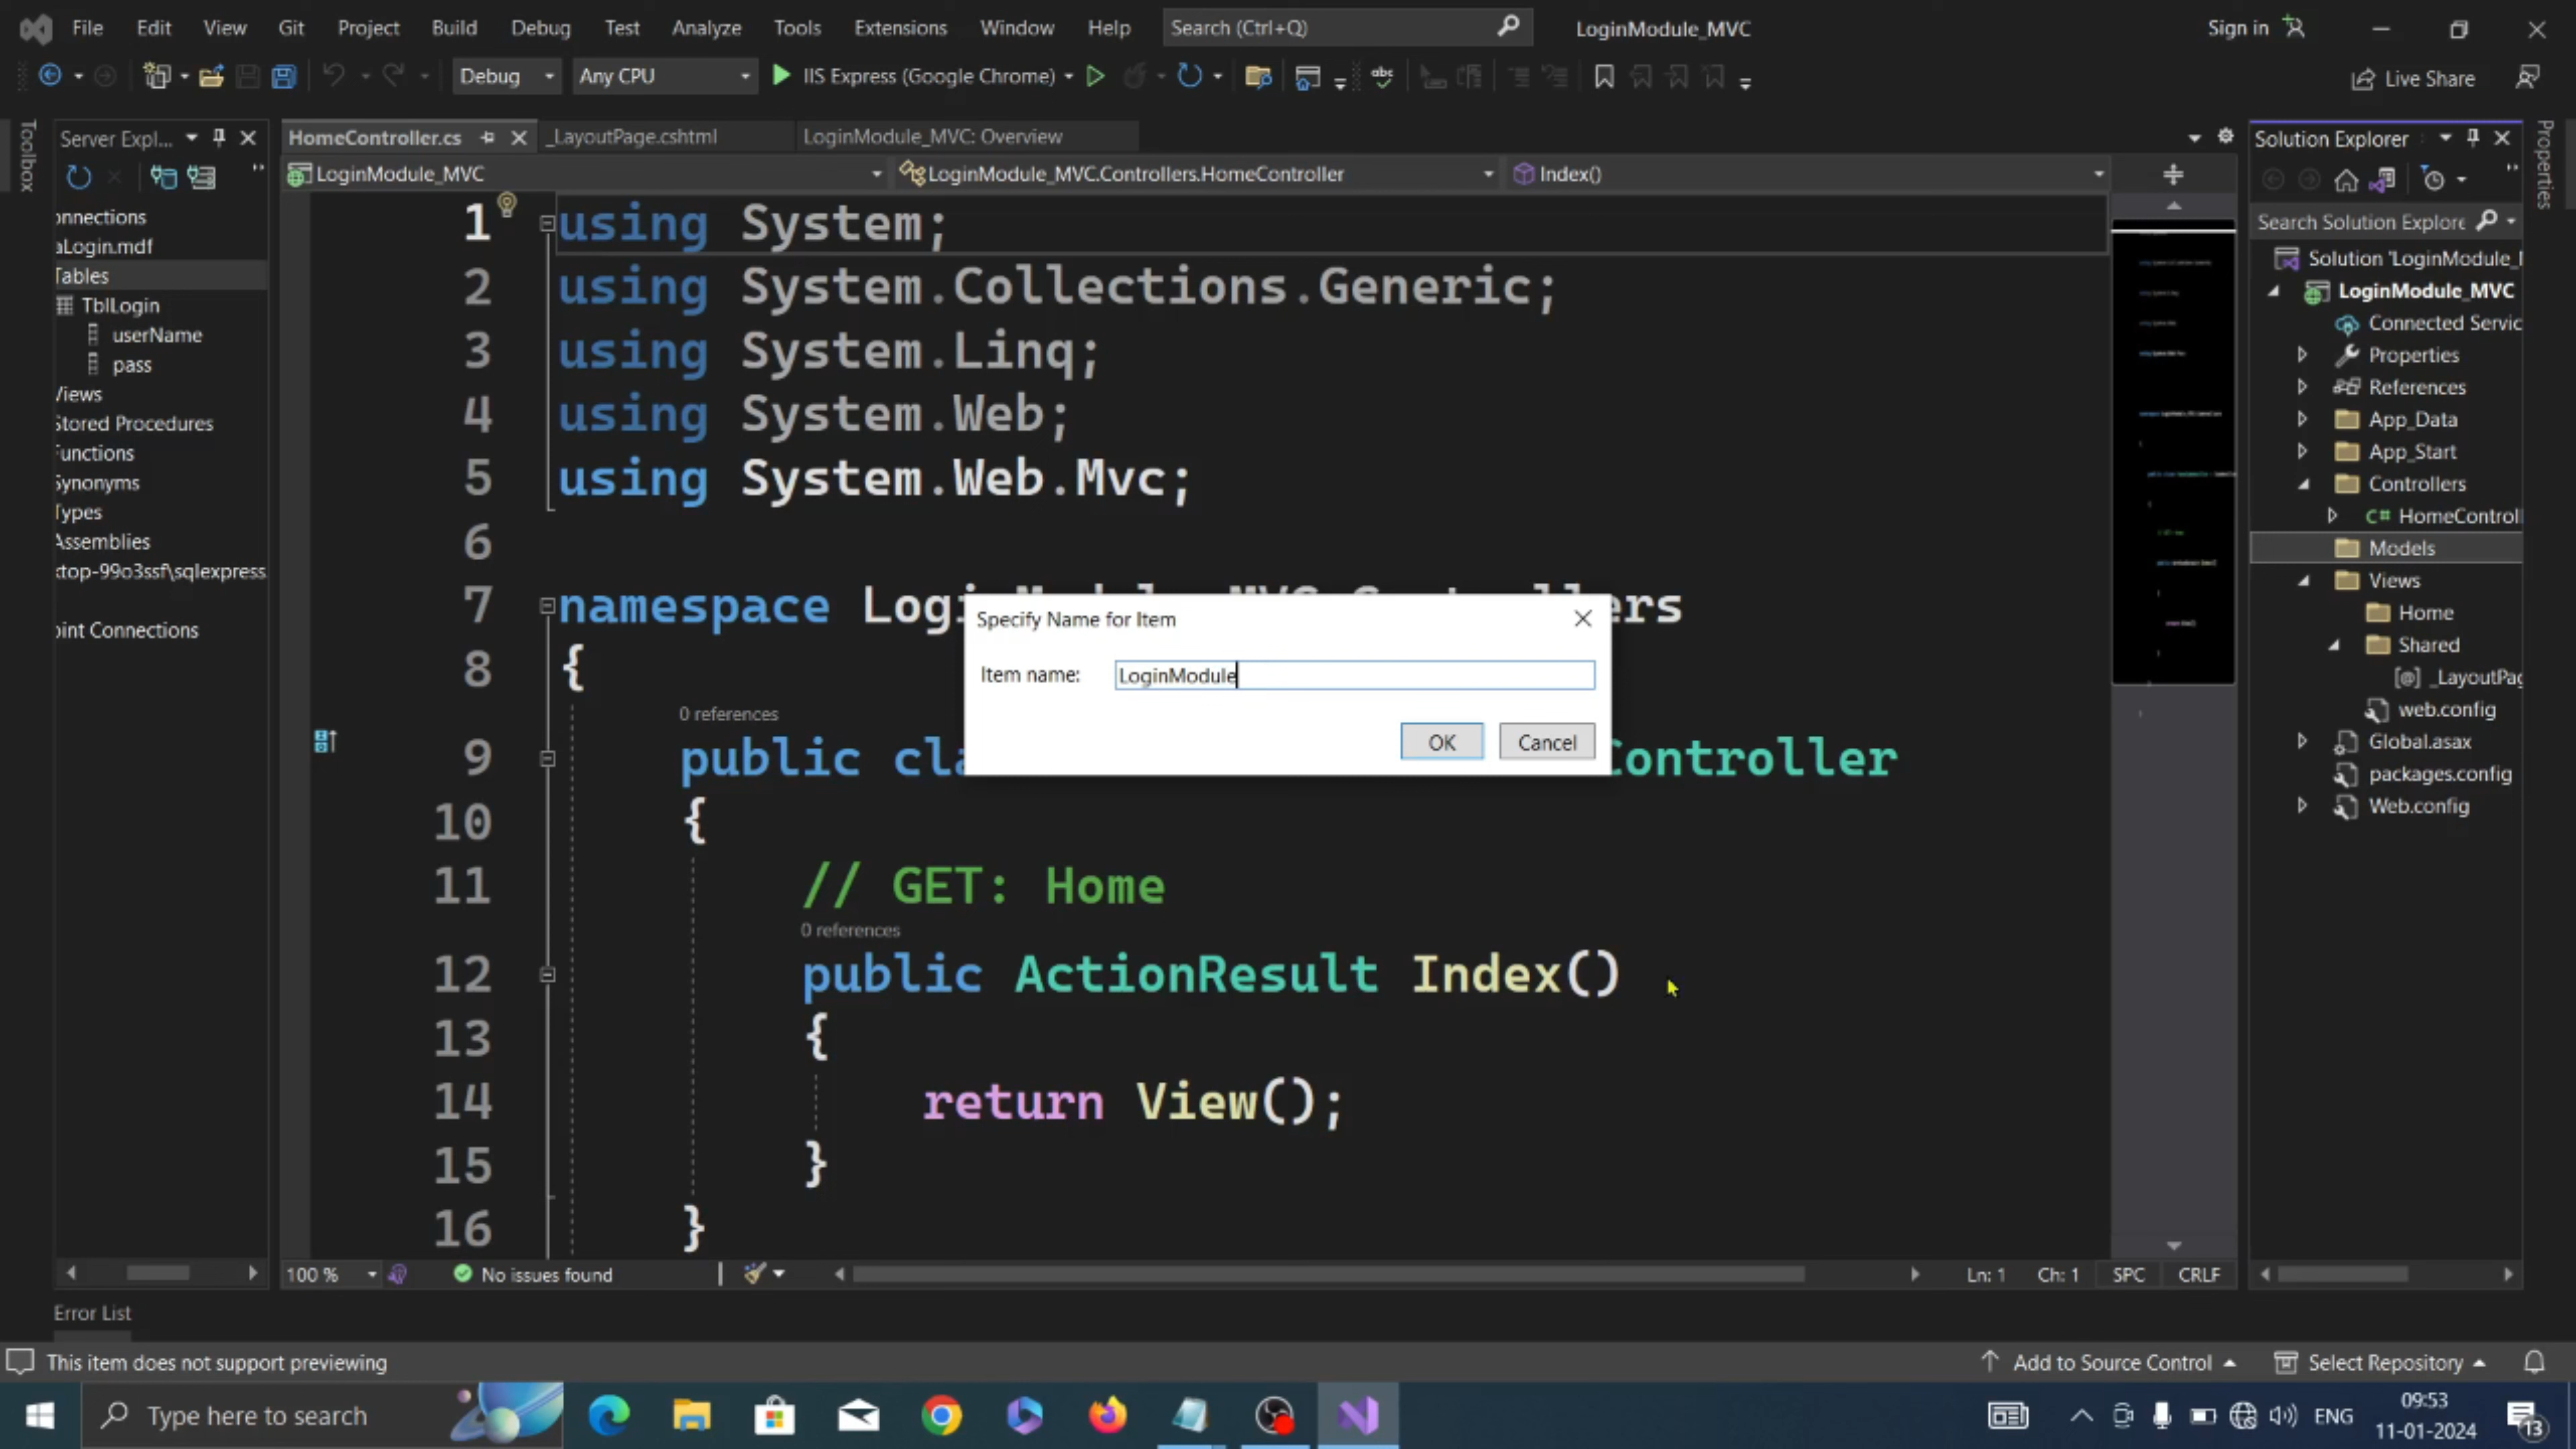 File Edit View Git Project Build Debug Test Analyze Tools Extensions Window Help Search (Ctrl+Q) LoginModule_MVC Sign in
Debug Any CPU IIS Express (Google Chrome) abc Live Share
Toolbox
Server Expl...
onnections
aLogin.mdf
Tables
TblLogin
userName
pass
Views
Stored Procedures
Functions
Synonyms
Types
Assemblies
ktop-99o3ssf\sqlexpress
oint Connections
HomeController.cs _LayoutPage.cshtml LoginModule_MVC: Overview
LoginModule_MVC LoginModule_MVC.Controllers.HomeController Index()
1 using System;
2 using System.Collections.Generic;
3 using System.Linq;
4 using System.Web;
5 using System.Web.Mvc;
6
7 namespace Logi ers
8 {
0 references
9 public cla Controller
10 {
11 // GET: Home
0 references
12 public ActionResult Index()
13 {
14 return View();
15 }
16 }
Specify Name for Item
Item name: LoginModule
OK Cancel
100 % No issues found Ln: 1 Ch: 1 SPC CRLF
Solution Explorer
Search Solution Explore
Solution 'LoginModule_
LoginModule_MVC
Connected Servic
Properties
References
App_Data
App_Start
Controllers
C# HomeControl
Models
Views
Home
Shared
[@] _LayoutPag
web.config
Global.asax
packages.config
Web.config
Properties
Error List
This item does not support previewing Add to Source Control Select Repository
Type here to search ENG 09:53
11-01-2024
13